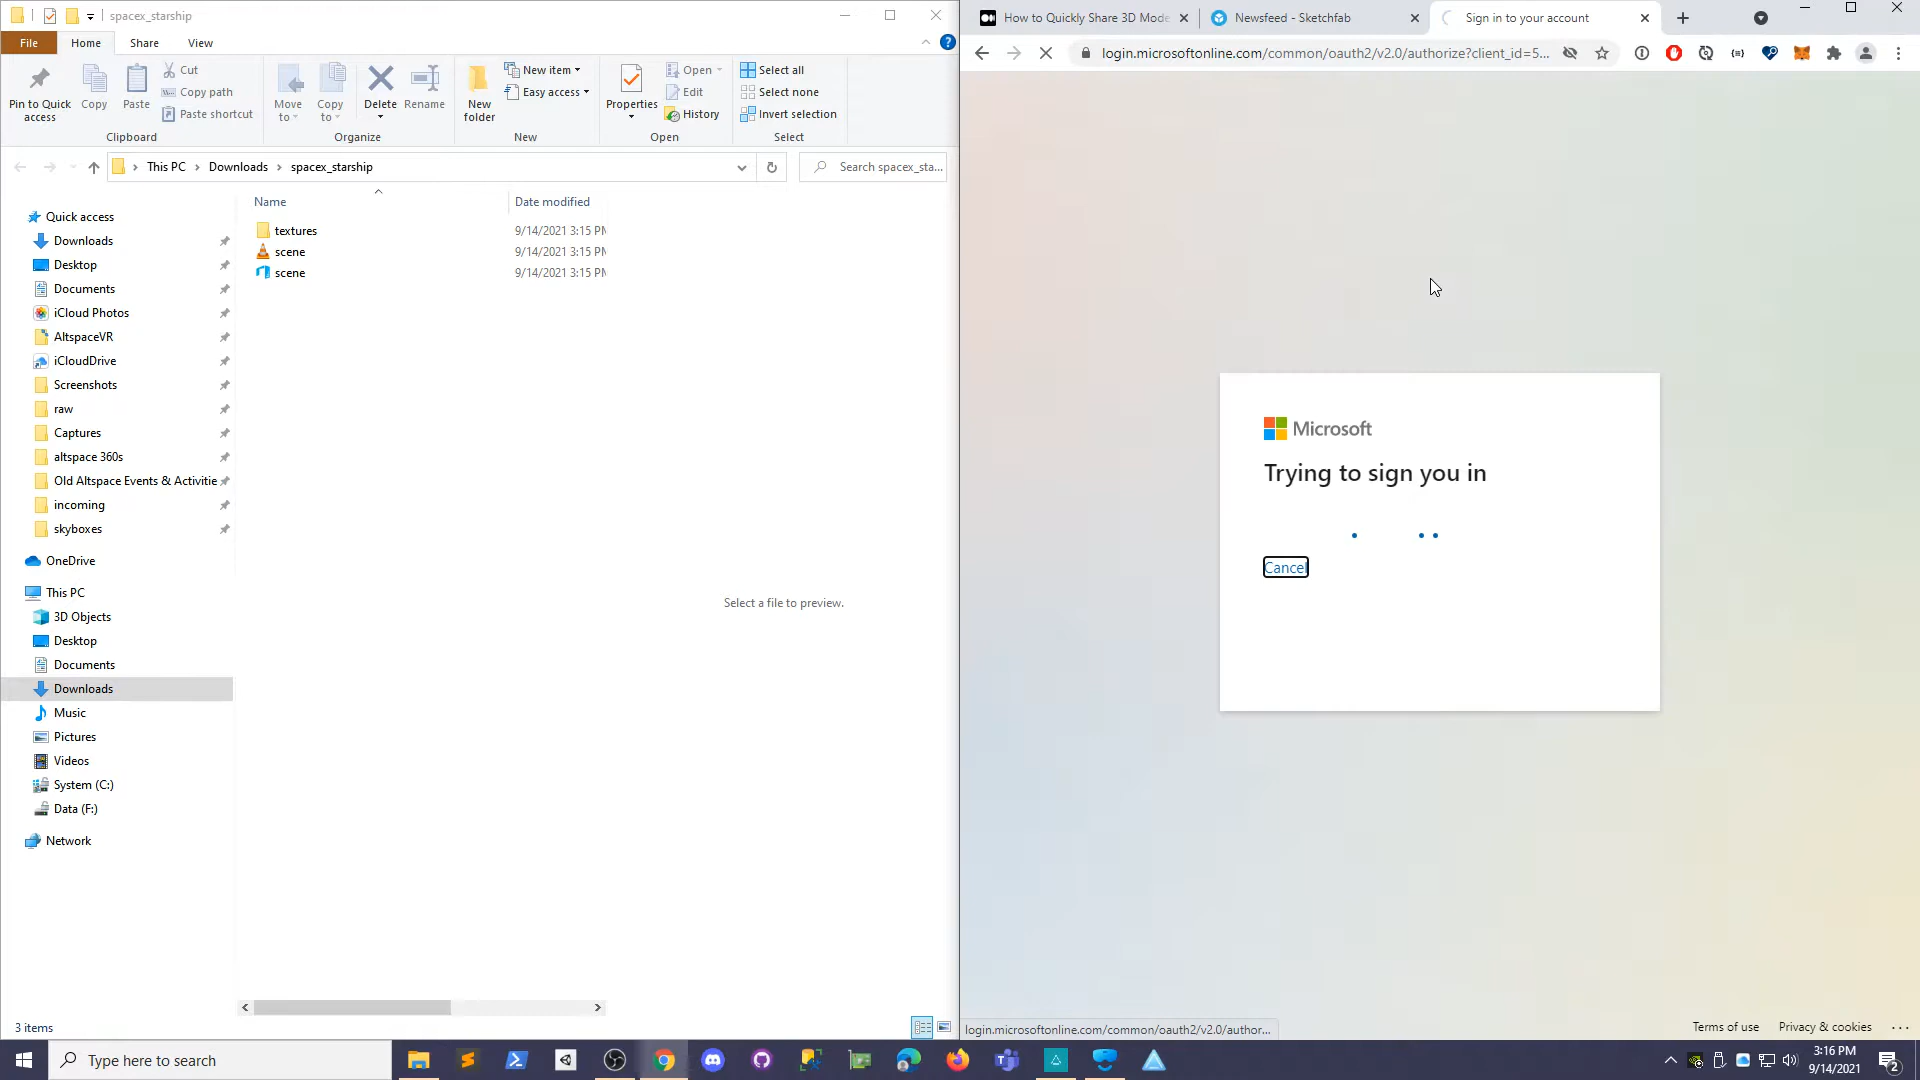 spacex_starship
File
Home
Share
View
Pin to Quick access
Copy
Paste
Cut
Copy path
Paste shortcut
Clipboard
Move to
Copy to
Delete
Rename
Organize
New folder
New item
Easy access
New
Properties
Open
Edit
History
Open
Select all
Select none
Invert selection
Select
This PC
Downloads
spacex_starship
Search spacex_sta...
Quick access
Downloads
Desktop
Documents
iCloud Photos
AltspaceVR
iCloudDrive
Screenshots
raw
Captures
altspace 360s
Old Altspace Events & Activitie
incoming
skyboxes
OneDrive
This PC
3D Objects
Desktop
Documents
Downloads
Music
Pictures
Videos
System (C:)
Data (F:)
Network
Name
Date modified
textures
9/14/2021 3:15 PM
scene
9/14/2021 3:15 PM
scene
9/14/2021 3:15 PM
Select a file to preview.
3 items
How to Quickly Share 3D Mode
Newsfeed - Sketchfab
Sign in to your account
login.microsoftonline.com/common/oauth2/v2.0/authorize?client_id=5...
Microsoft
Trying to sign you in
Cancel
login.microsoftonline.com/common/oauth2/v2.0/author...
Terms of use
Privacy & cookies
...
Type here to search
3:16 PM
9/14/2021
2